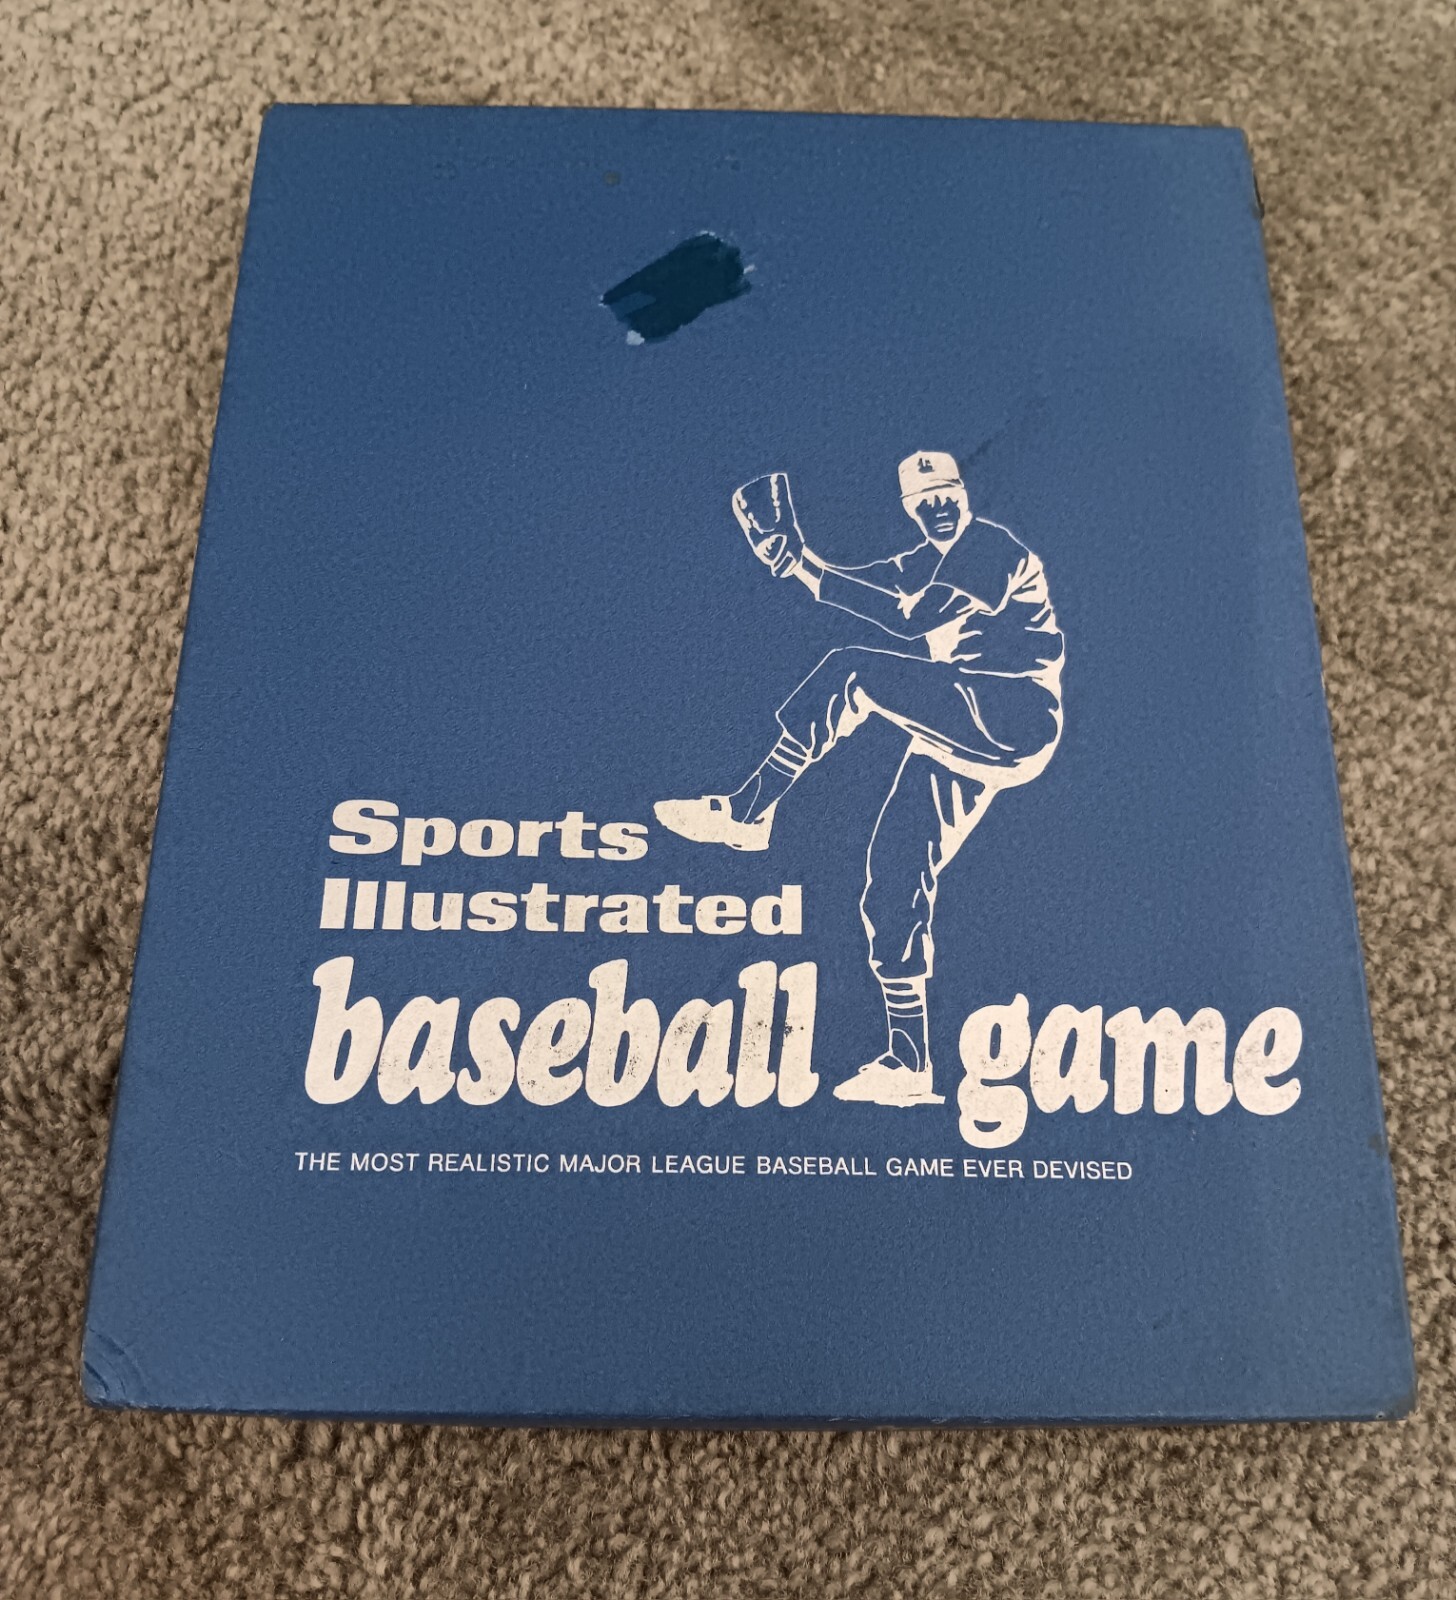 Sports
Illustrated
baseball game
THE MOST REALISTIC MAJOR LEAGUE BASEBALL GAME EVER DEVISED